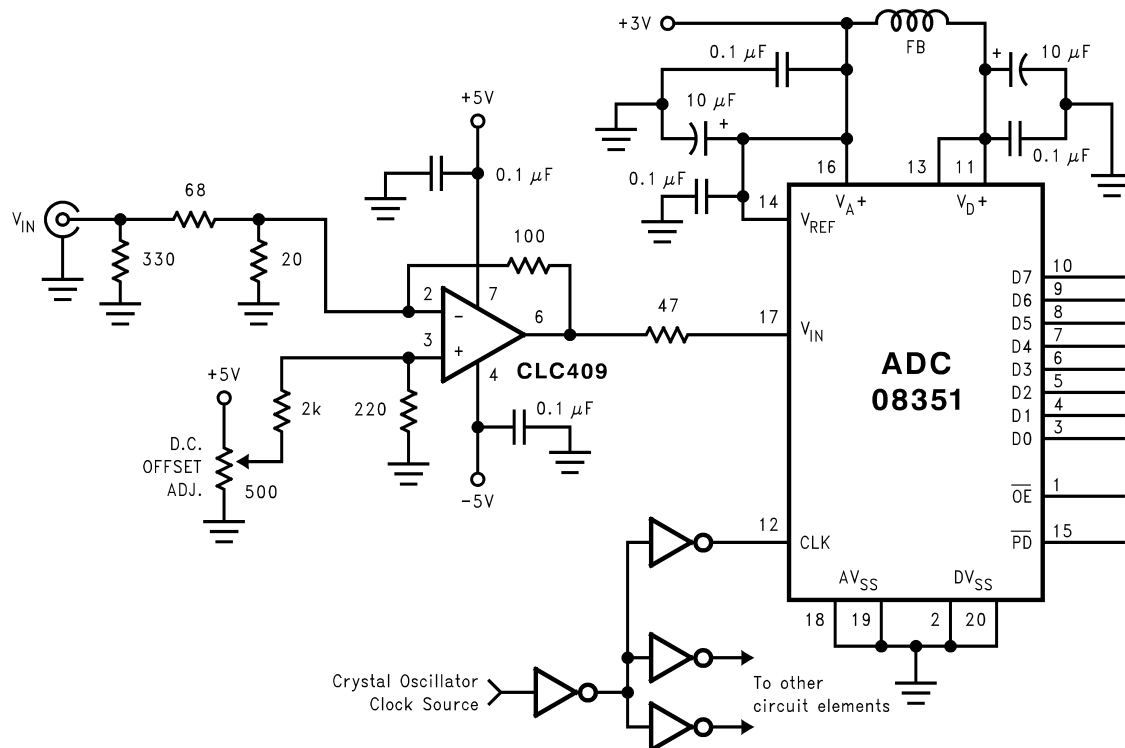 +3V
FB
0.1 μF
+ 10 μF
10 μF
+
+5V
0.1 μF
0.1 μF
0.1 μF
16
13
11
68
V_IN
330
20
100
14
V_A+
V_D+
V_REF
2
7
−
3
+
6
4
CLC409
47
17
V_IN
ADC
08351
D7 10
D6 9
D5 8
D4 7
D3 6
D2 5
D1 4
D0 3
+5V
2k
220
0.1 μF
D.C.
OFFSET
ADJ.
500
-5V
OE 1
12
CLK
PD 15
AV_SS
DV_SS
18
19
2
20
Crystal Oscillator
Clock Source
To other
circuit elements